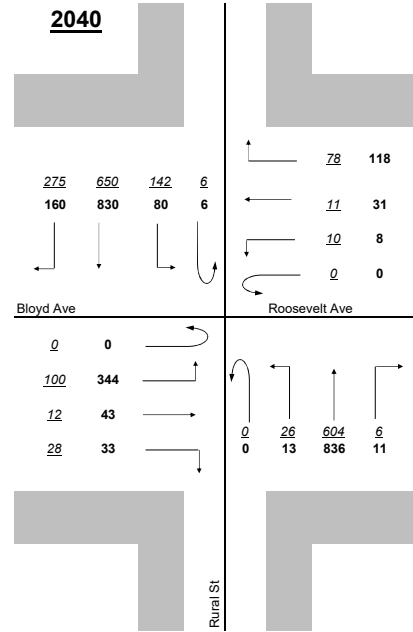 2040
275 650 142 6
160 830 80 6
78 118
11 31
10 8
0 0
Bloyd Ave
Roosevelt Ave
0 0
100 344
12 43
28 33
0 26 604 6
0 13 836 11
Rural St